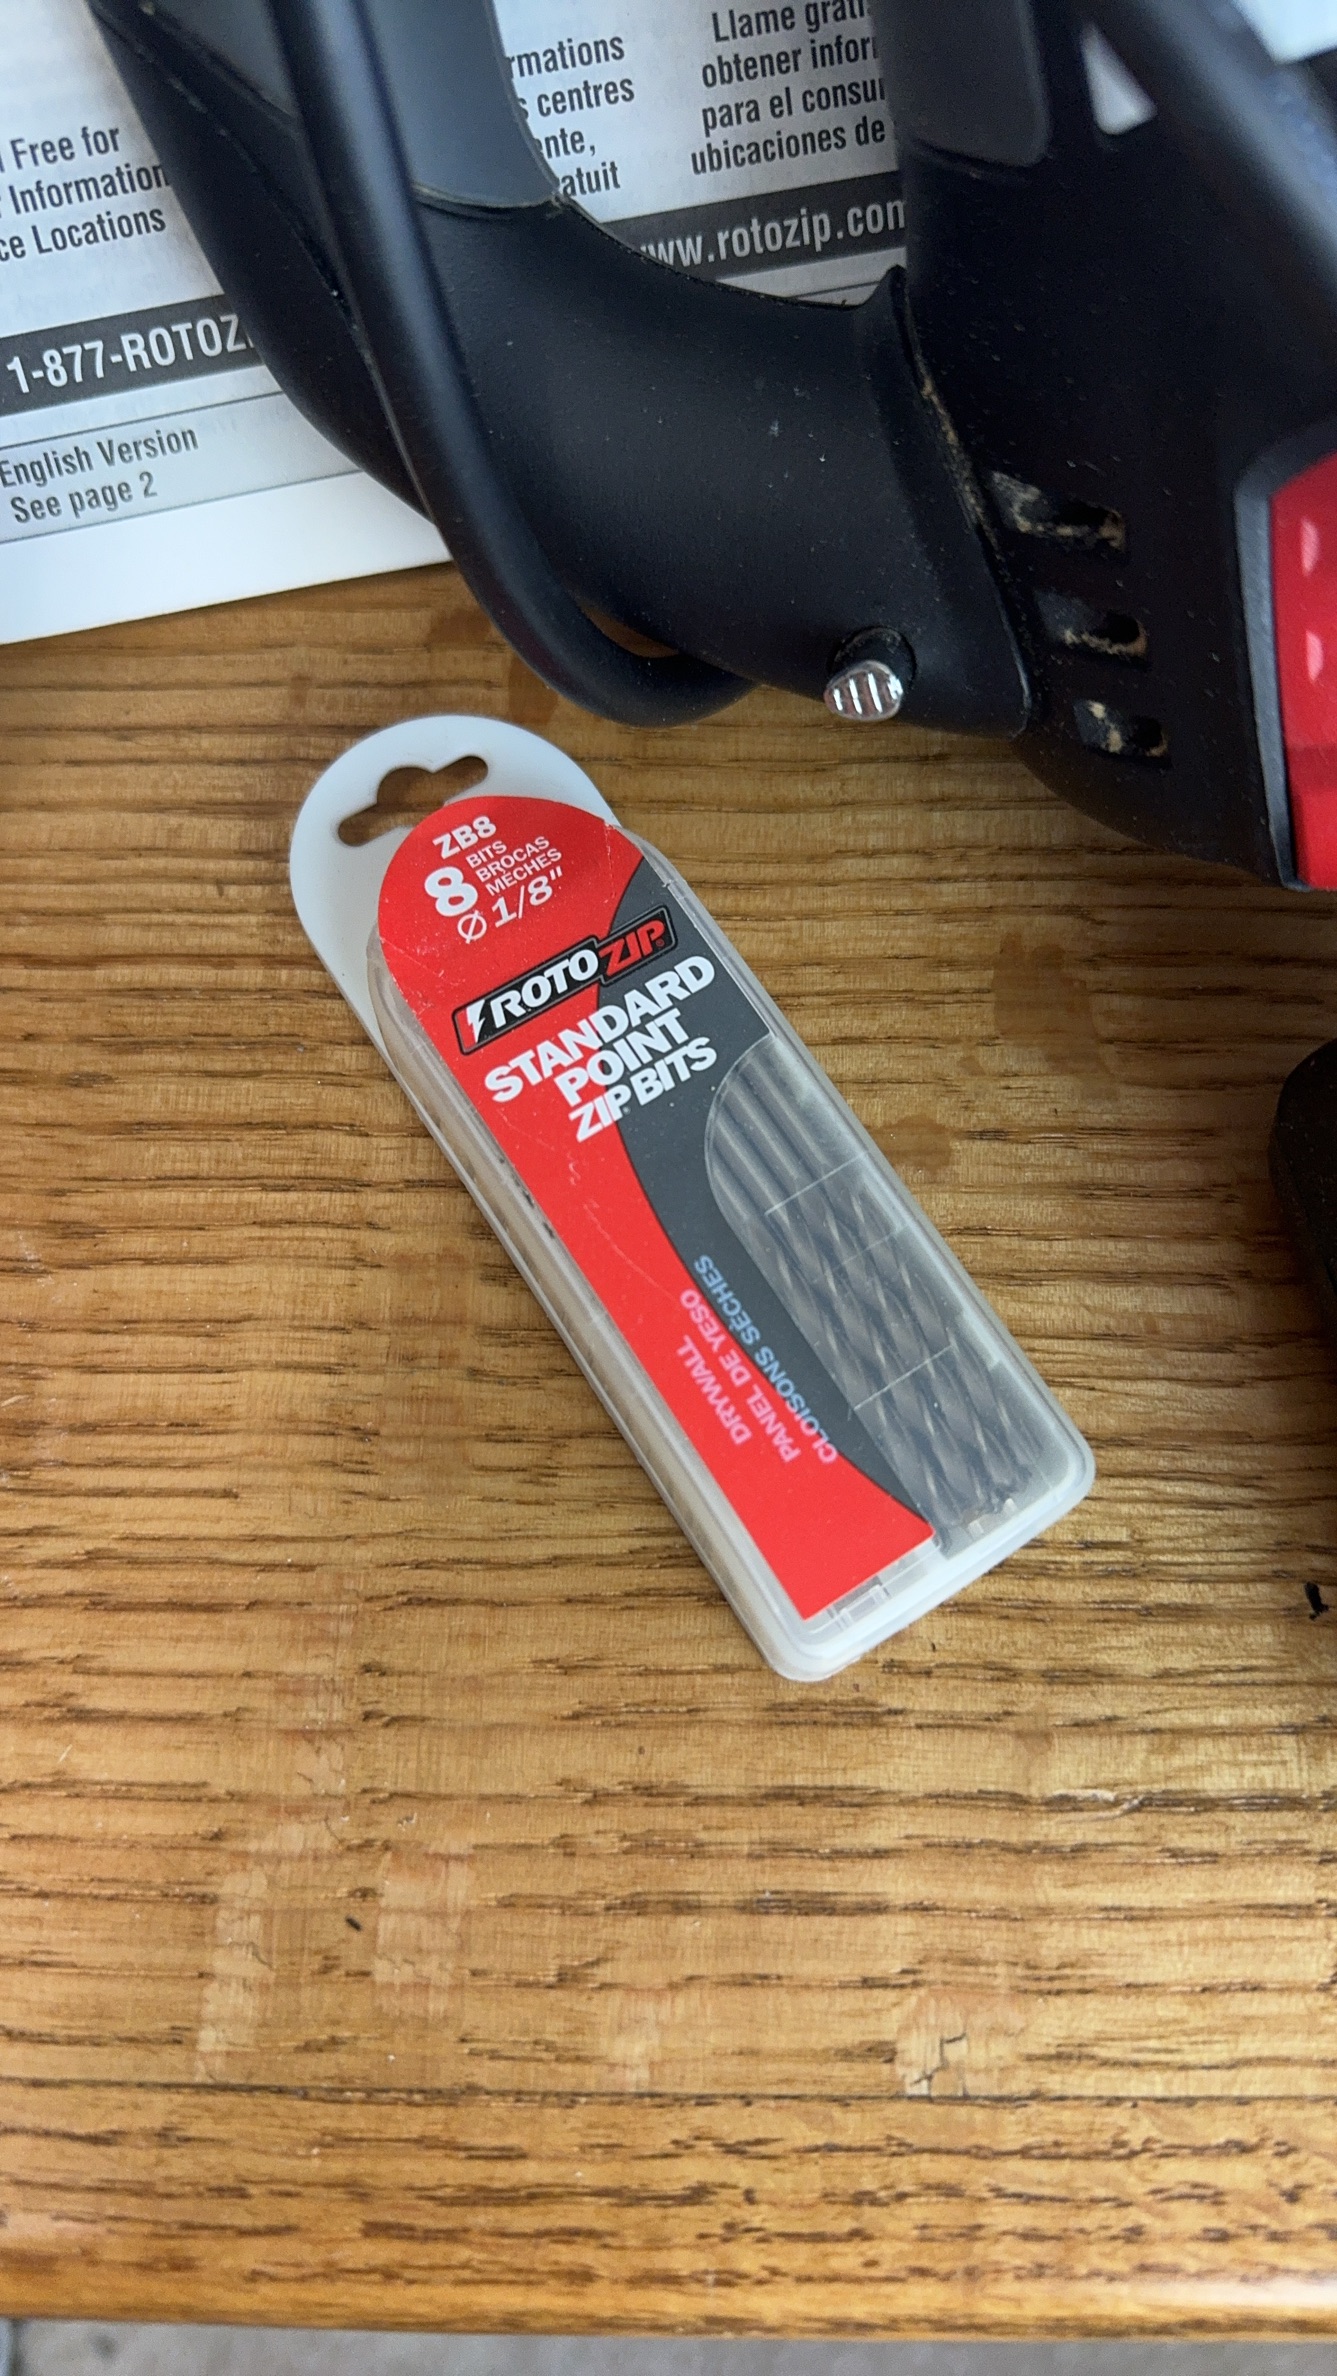 Free for
Information
ce Locations
1-877-ROTOZ
English Version
See page 2
rmations
centres
nte,
atuit
Llame grat
obtener infor
para el consu
ubicaciones de
www.rotozip.com
ZB8
8 BITS
BROCAS
MÈCHES
Ø 1/8"
ROTOZIP®
STANDARD
POINT
ZIP® BITS
DRYWALL
PANEL DE YESO
CLOISONS SÈCHES